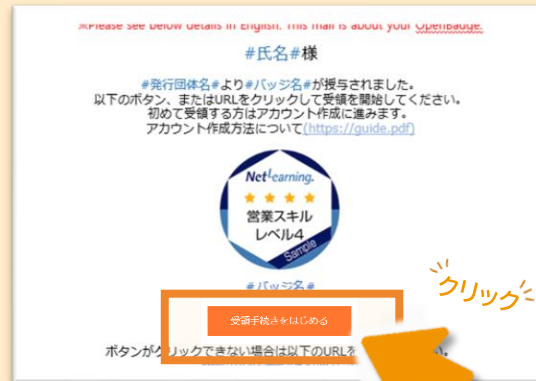 ※Please see below details in English. This mail is about your OpenBadge.
#氏名#様
#発行団体名#より#バッジ名#が授与されました。
以下のボタン、またはURLをクリックして受領を開始してください。
初めて受領する方はアカウント作成に進みます。
アカウント作成方法について(https://guide.pdf)
NetLearning.
営業スキル
レベル4
Sample
#バッジ名#
クリック
受領手続きをはじめる
ボタンがクリックできない場合は以下のURLを
い。